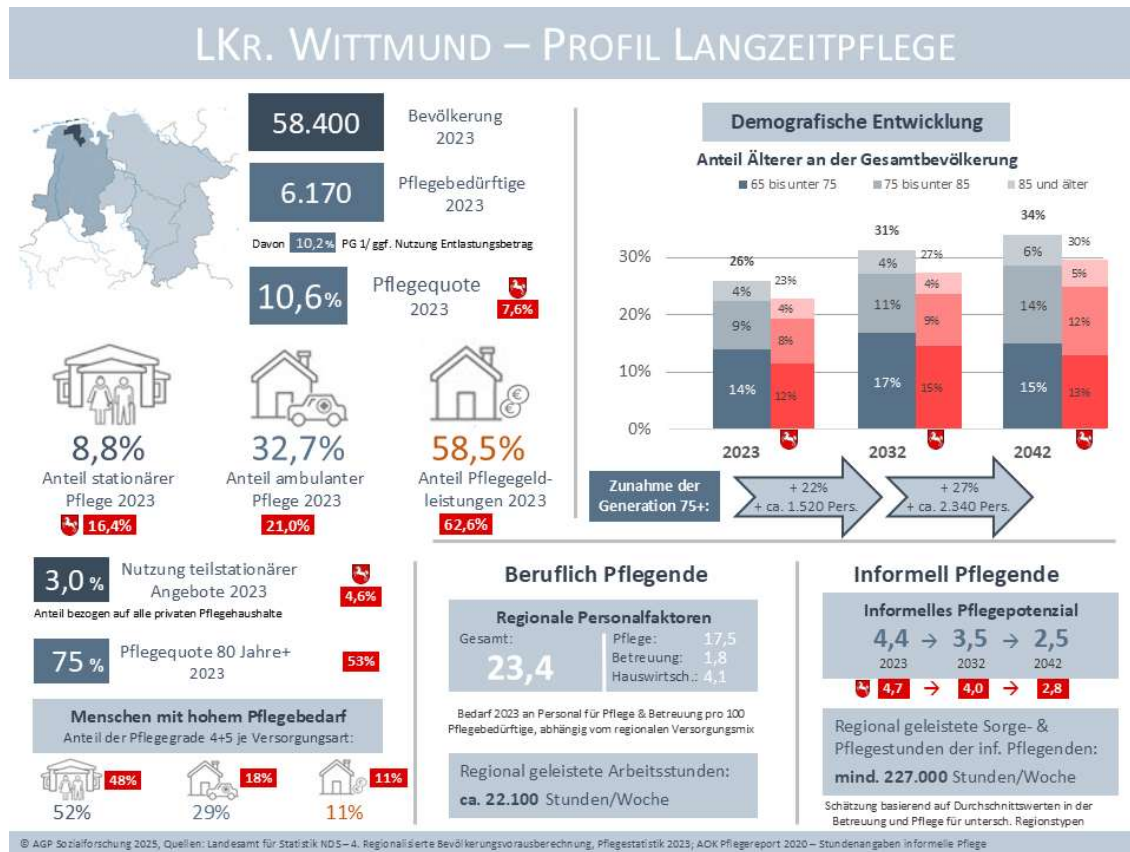 LKR. WITTMUND – PROFIL LANGZEITPFLEGE
58.400
Bevölkerung
2023
6.170
Pflegebedürftige
2023
Davon 10,2% PG 1/ ggf. Nutzung Entlastungsbetrag
10,6%
Pflegequote
2023
7,6%
8,8%
Anteil stationärer
Pflege 2023
16,4%
32,7%
Anteil ambulanter
Pflege 2023
21,0%
58,5%
Anteil Pflegegeld-
leistungen 2023
62,6%
3,0 %
Nutzung teilstationärer
Angebote 2023
4,6%
Anteil bezogen auf alle privaten Pflegehaushalte
75 %
Pflegequote 80 Jahre+
2023
53%
Menschen mit hohem Pflegebedarf
Anteil der Pflegegrade 4+5 je Versorgungsart:
48%
18%
11%
52%
29%
11%
Demografische Entwicklung
Anteil Älterer an der Gesamtbevölkerung
65 bis unter 75
75 bis unter 85
85 und älter
30%
20%
10%
0%
26%
4%
9%
14%
23%
4%
8%
12%
31%
4%
11%
17%
27%
4%
9%
15%
34%
6%
14%
15%
30%
5%
12%
13%
2023
2032
2042
Zunahme der
Generation 75+:
+ 22%
+ ca. 1.520 Pers.
+ 27%
+ ca. 2.340 Pers.
Beruflich Pflegende
Regionale Personalfaktoren
Gesamt:
23,4
Pflege: 17,5
Betreuung: 1,8
Hauswirtsch.: 4,1
Bedarf 2023 an Personal für Pflege & Betreuung pro 100
Pflegebedürftige, abhängig vom regionalen Versorgungsmix
Regional geleistete Arbeitsstunden:
ca. 22.100 Stunden/Woche
Informell Pflegende
Informelles Pflegepotenzial
4,4 → 3,5 → 2,5
2023 2032 2042
4,7 → 4,0 → 2,8
Regional geleistete Sorge- &
Pflegestunden der inf. Pflegenden:
mind. 227.000 Stunden/Woche
Schätzung basierend auf Durchschnittswerten in der
Betreuung und Pflege für untersch. Regionstypen
© AGP Sozialforschung 2025, Quellen: Landesamt für Statistik NDS – 4. Regionalisierte Bevölkerungsvorausberechnung, Pflegestatistik 2023; AOK Pflegereport 2020 – Stundenangaben informelle Pflege